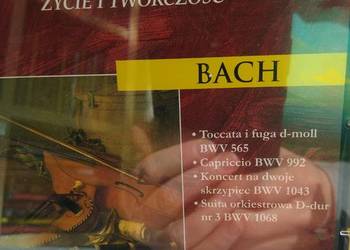 ŻYCIE I TWÓRCZOŚĆ
BACH
• Toccata i fuga d-moll
BWV 565
• Capriccio BWV 992
• Koncert na dwoje
skrzypiec BWV 1043
• Suita orkiestrowa D-dur
nr 3 BWV 1068